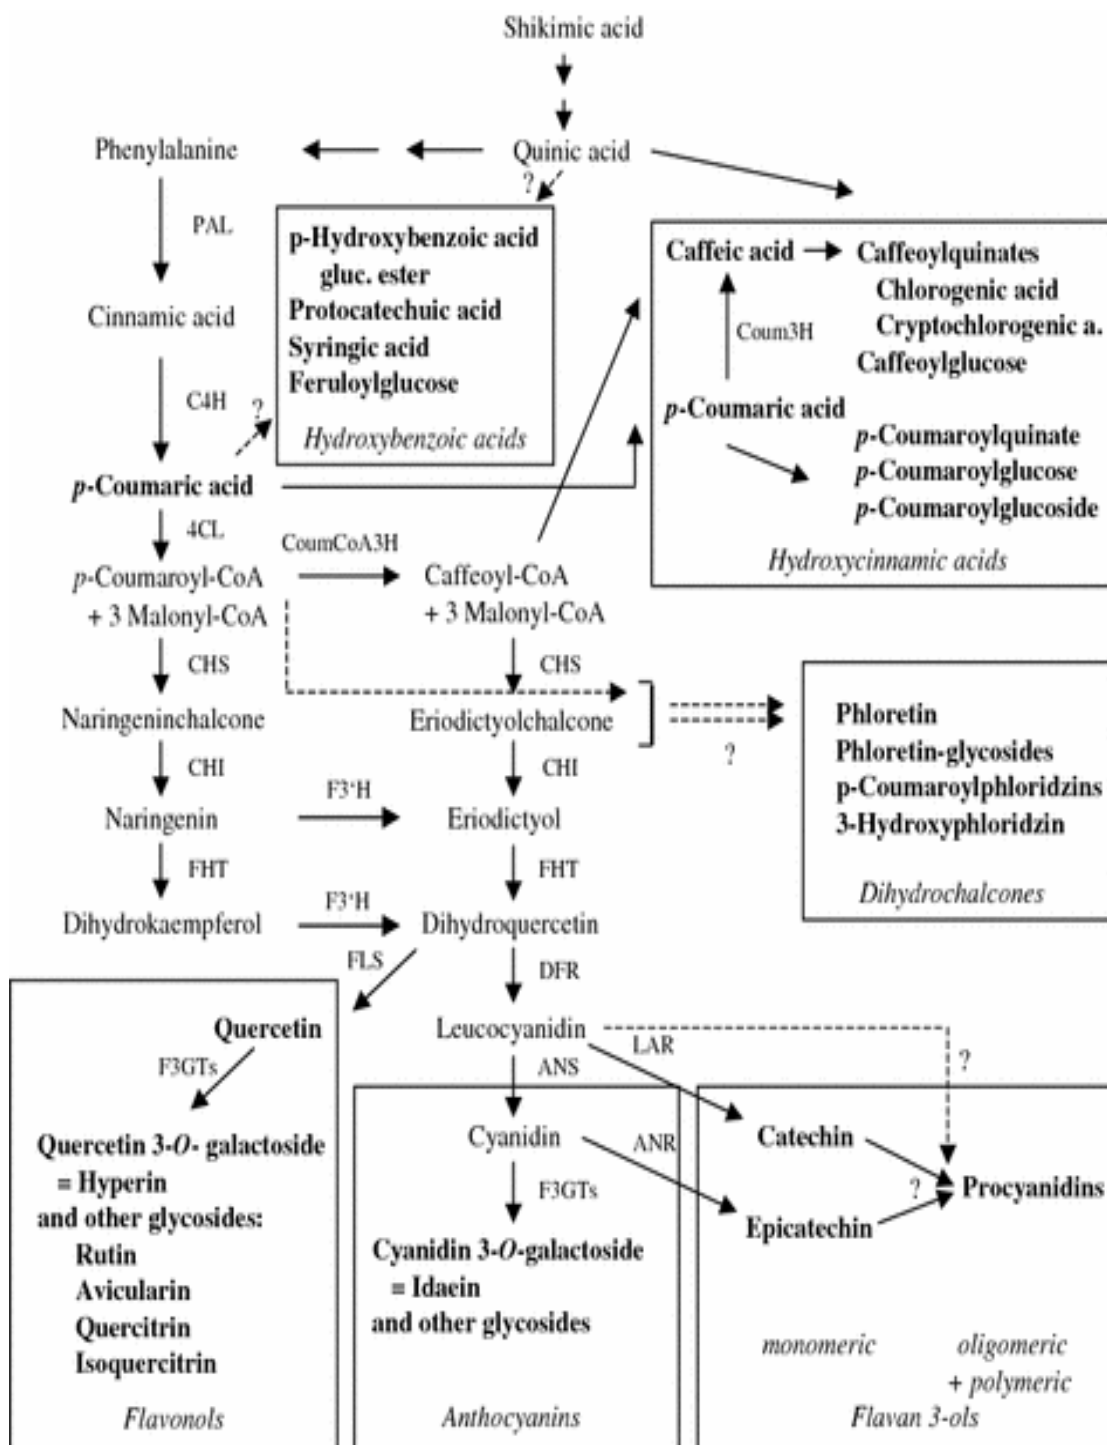 Shikimic acid
Phenylalanine
Quinic acid
?
PAL
p-Hydroxybenzoic acid
gluc. ester
Protocatechuic acid
Syringic acid
Feruloylglucose
Hydroxybenzoic acids
Caffeic acid
Caffeoylquinates
Chlorogenic acid
Cryptochlorogenic a.
Caffeoylglucose
Coum3H
p-Coumaric acid
p-Coumaroylquinate
p-Coumaroylglucose
p-Coumaroylglucoside
Hydroxycinnamic acids
Cinnamic acid
C4H
?
p-Coumaric acid
4CL
CoumCoA3H
p-Coumaroyl-CoA
+ 3 Malonyl-CoA
Caffeoyl-CoA
+ 3 Malonyl-CoA
CHS
CHS
Naringeninchalcone
Eriodictyolchalcone
?
Phloretin
Phloretin-glycosides
p-Coumaroylphloridzins
3-Hydroxyphloridzin
Dihydrochalcones
CHI
CHI
F3'H
Naringenin
Eriodictyol
FHT
FHT
F3'H
Dihydrokaempferol
Dihydroquercetin
FLS
DFR
Quercetin
F3GTs
Quercetin 3-O- galactoside
= Hyperin
and other glycosides:
Rutin
Avicularin
Quercitrin
Isoquercitrin
Flavonols
Leucocyanidin
LAR
?
ANS
Cyanidin
ANR
F3GTs
Cyanidin 3-O-galactoside
= Idaein
and other glycosides
Anthocyanins
Catechin
?
Procyanidins
Epicatechin
monomeric
oligomeric
+ polymeric
Flavan 3-ols